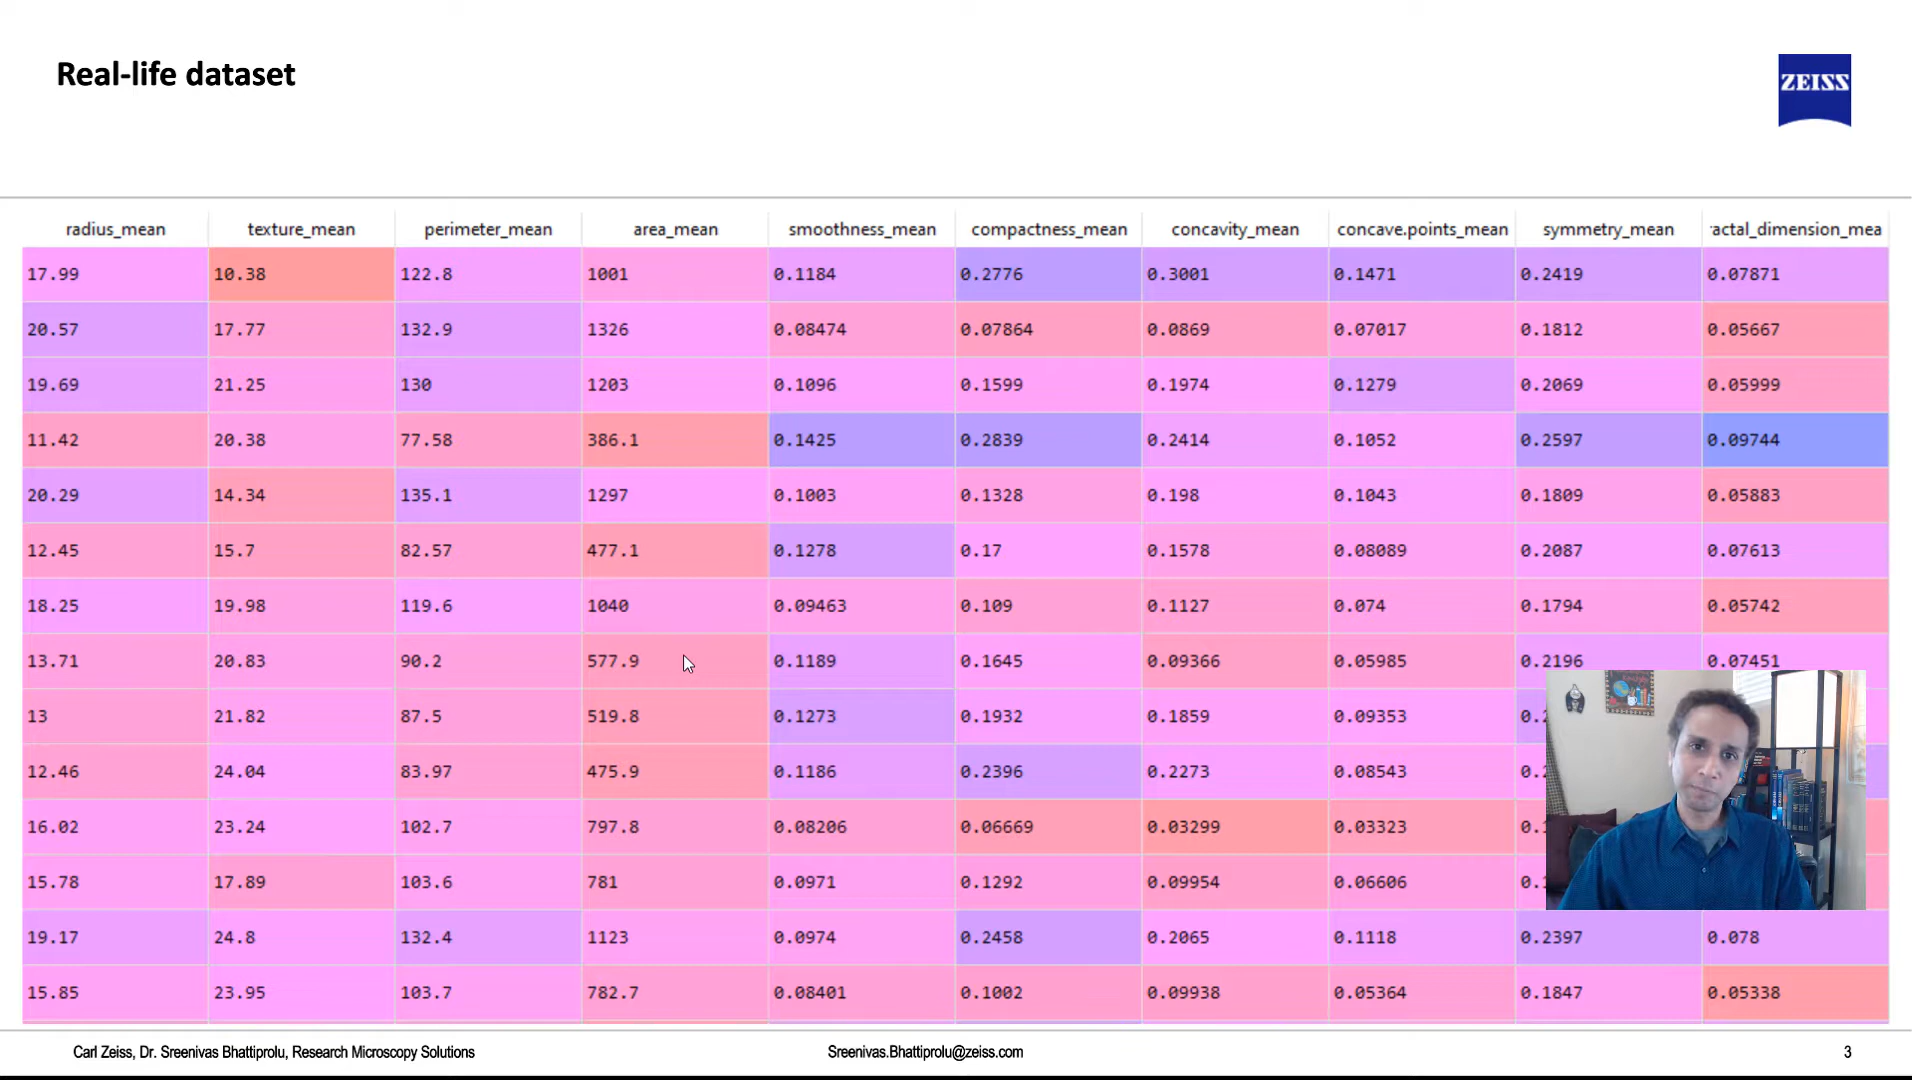 Real-life dataset
ZEISS
radius_mean texture_mean perimeter_mean area_mean smoothness_mean compactness_mean concavity_mean concave.points_mean symmetry_mean actal_dimension_mea
17.99 10.38 122.8 1001 0.1184 0.2776 0.3001 0.1471 0.2419 0.07871
20.57 17.77 132.9 1326 0.08474 0.07864 0.0869 0.07017 0.1812 0.05667
19.69 21.25 130 1203 0.1096 0.1599 0.1974 0.1279 0.2069 0.05999
11.42 20.38 77.58 386.1 0.1425 0.2839 0.2414 0.1052 0.2597 0.09744
20.29 14.34 135.1 1297 0.1003 0.1328 0.198 0.1043 0.1809 0.05883
12.45 15.7 82.57 477.1 0.1278 0.17 0.1578 0.08089 0.2087 0.07613
18.25 19.98 119.6 1040 0.09463 0.109 0.1127 0.074 0.1794 0.05742
13.71 20.83 90.2 577.9 0.1189 0.1645 0.09366 0.05985 0.2196 0.07451
13 21.82 87.5 519.8 0.1273 0.1932 0.1859 0.09353
12.46 24.04 83.97 475.9 0.1186 0.2396 0.2273 0.08543
16.02 23.24 102.7 797.8 0.08206 0.06669 0.03299 0.03323
15.78 17.89 103.6 781 0.0971 0.1292 0.09954 0.06606
19.17 24.8 132.4 1123 0.0974 0.2458 0.2065 0.1118 0.2397 0.078
15.85 23.95 103.7 782.7 0.08401 0.1002 0.09938 0.05364 0.1847 0.05338
Carl Zeiss, Dr. Sreenivas Bhattiprolu, Research Microscopy Solutions Sreenivas.Bhattiprolu@zeiss.com 3